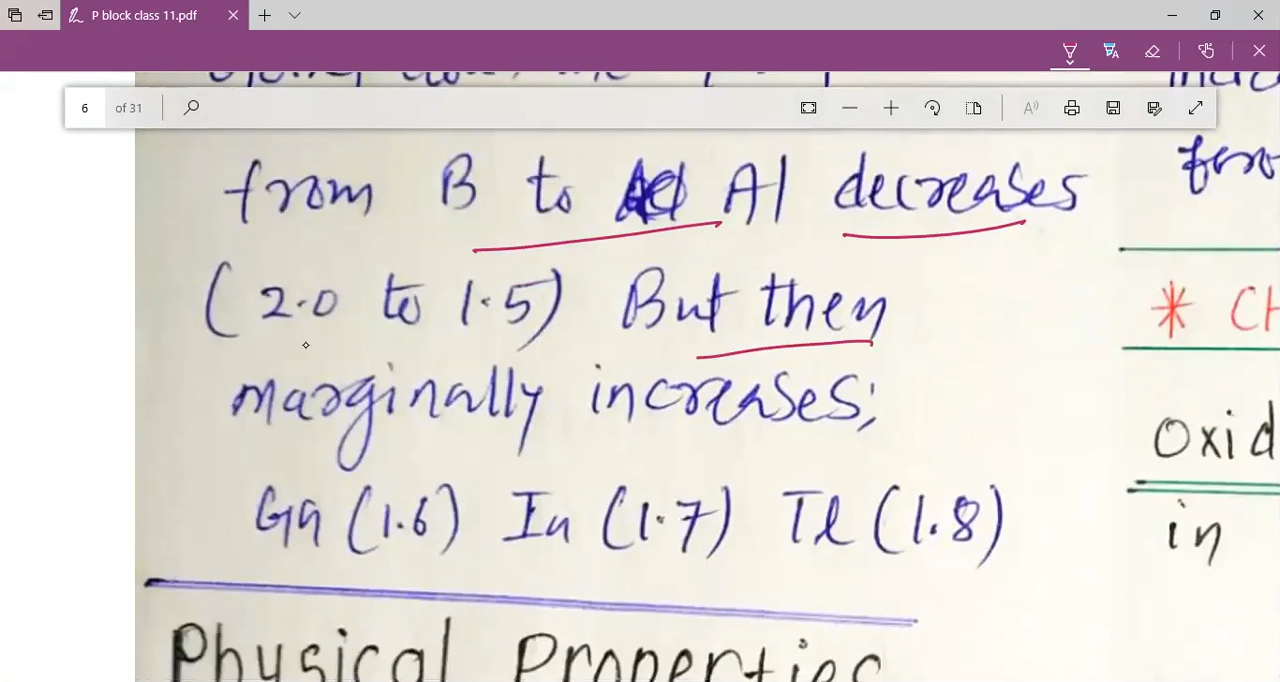 P block class 11.pdf
6 of 31
from B to Al decreases
(2.0 to 1.5) But then
marginally increases;
Ga (1.6) In (1.7) Tl (1.8)
Physical Properties
* CH
Oxid
in